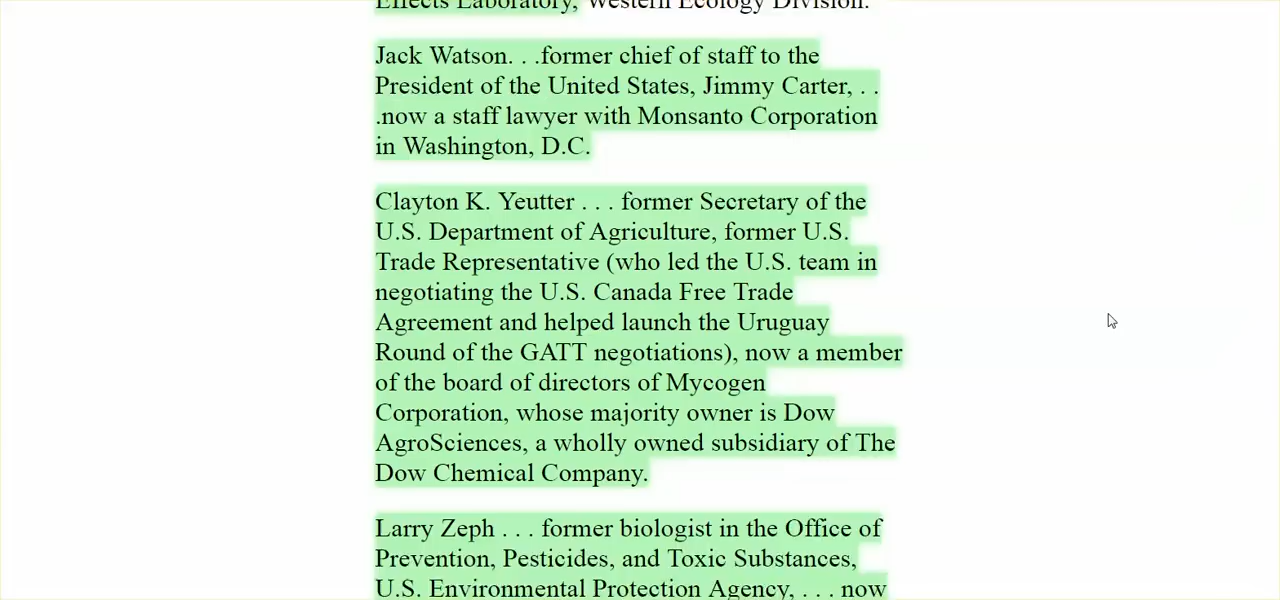 Effects Laboratory, Western Ecology Division.
Jack Watson. . .former chief of staff to the
President of the United States, Jimmy Carter, . .
.now a staff lawyer with Monsanto Corporation
in Washington, D.C.
Clayton K. Yeutter . . . former Secretary of the
U.S. Department of Agriculture, former U.S.
Trade Representative (who led the U.S. team in
negotiating the U.S. Canada Free Trade
Agreement and helped launch the Uruguay
Round of the GATT negotiations), now a member
of the board of directors of Mycogen
Corporation, whose majority owner is Dow
AgroSciences, a wholly owned subsidiary of The
Dow Chemical Company.
Larry Zeph . . . former biologist in the Office of
Prevention, Pesticides, and Toxic Substances,
U.S. Environmental Protection Agency, . . . now